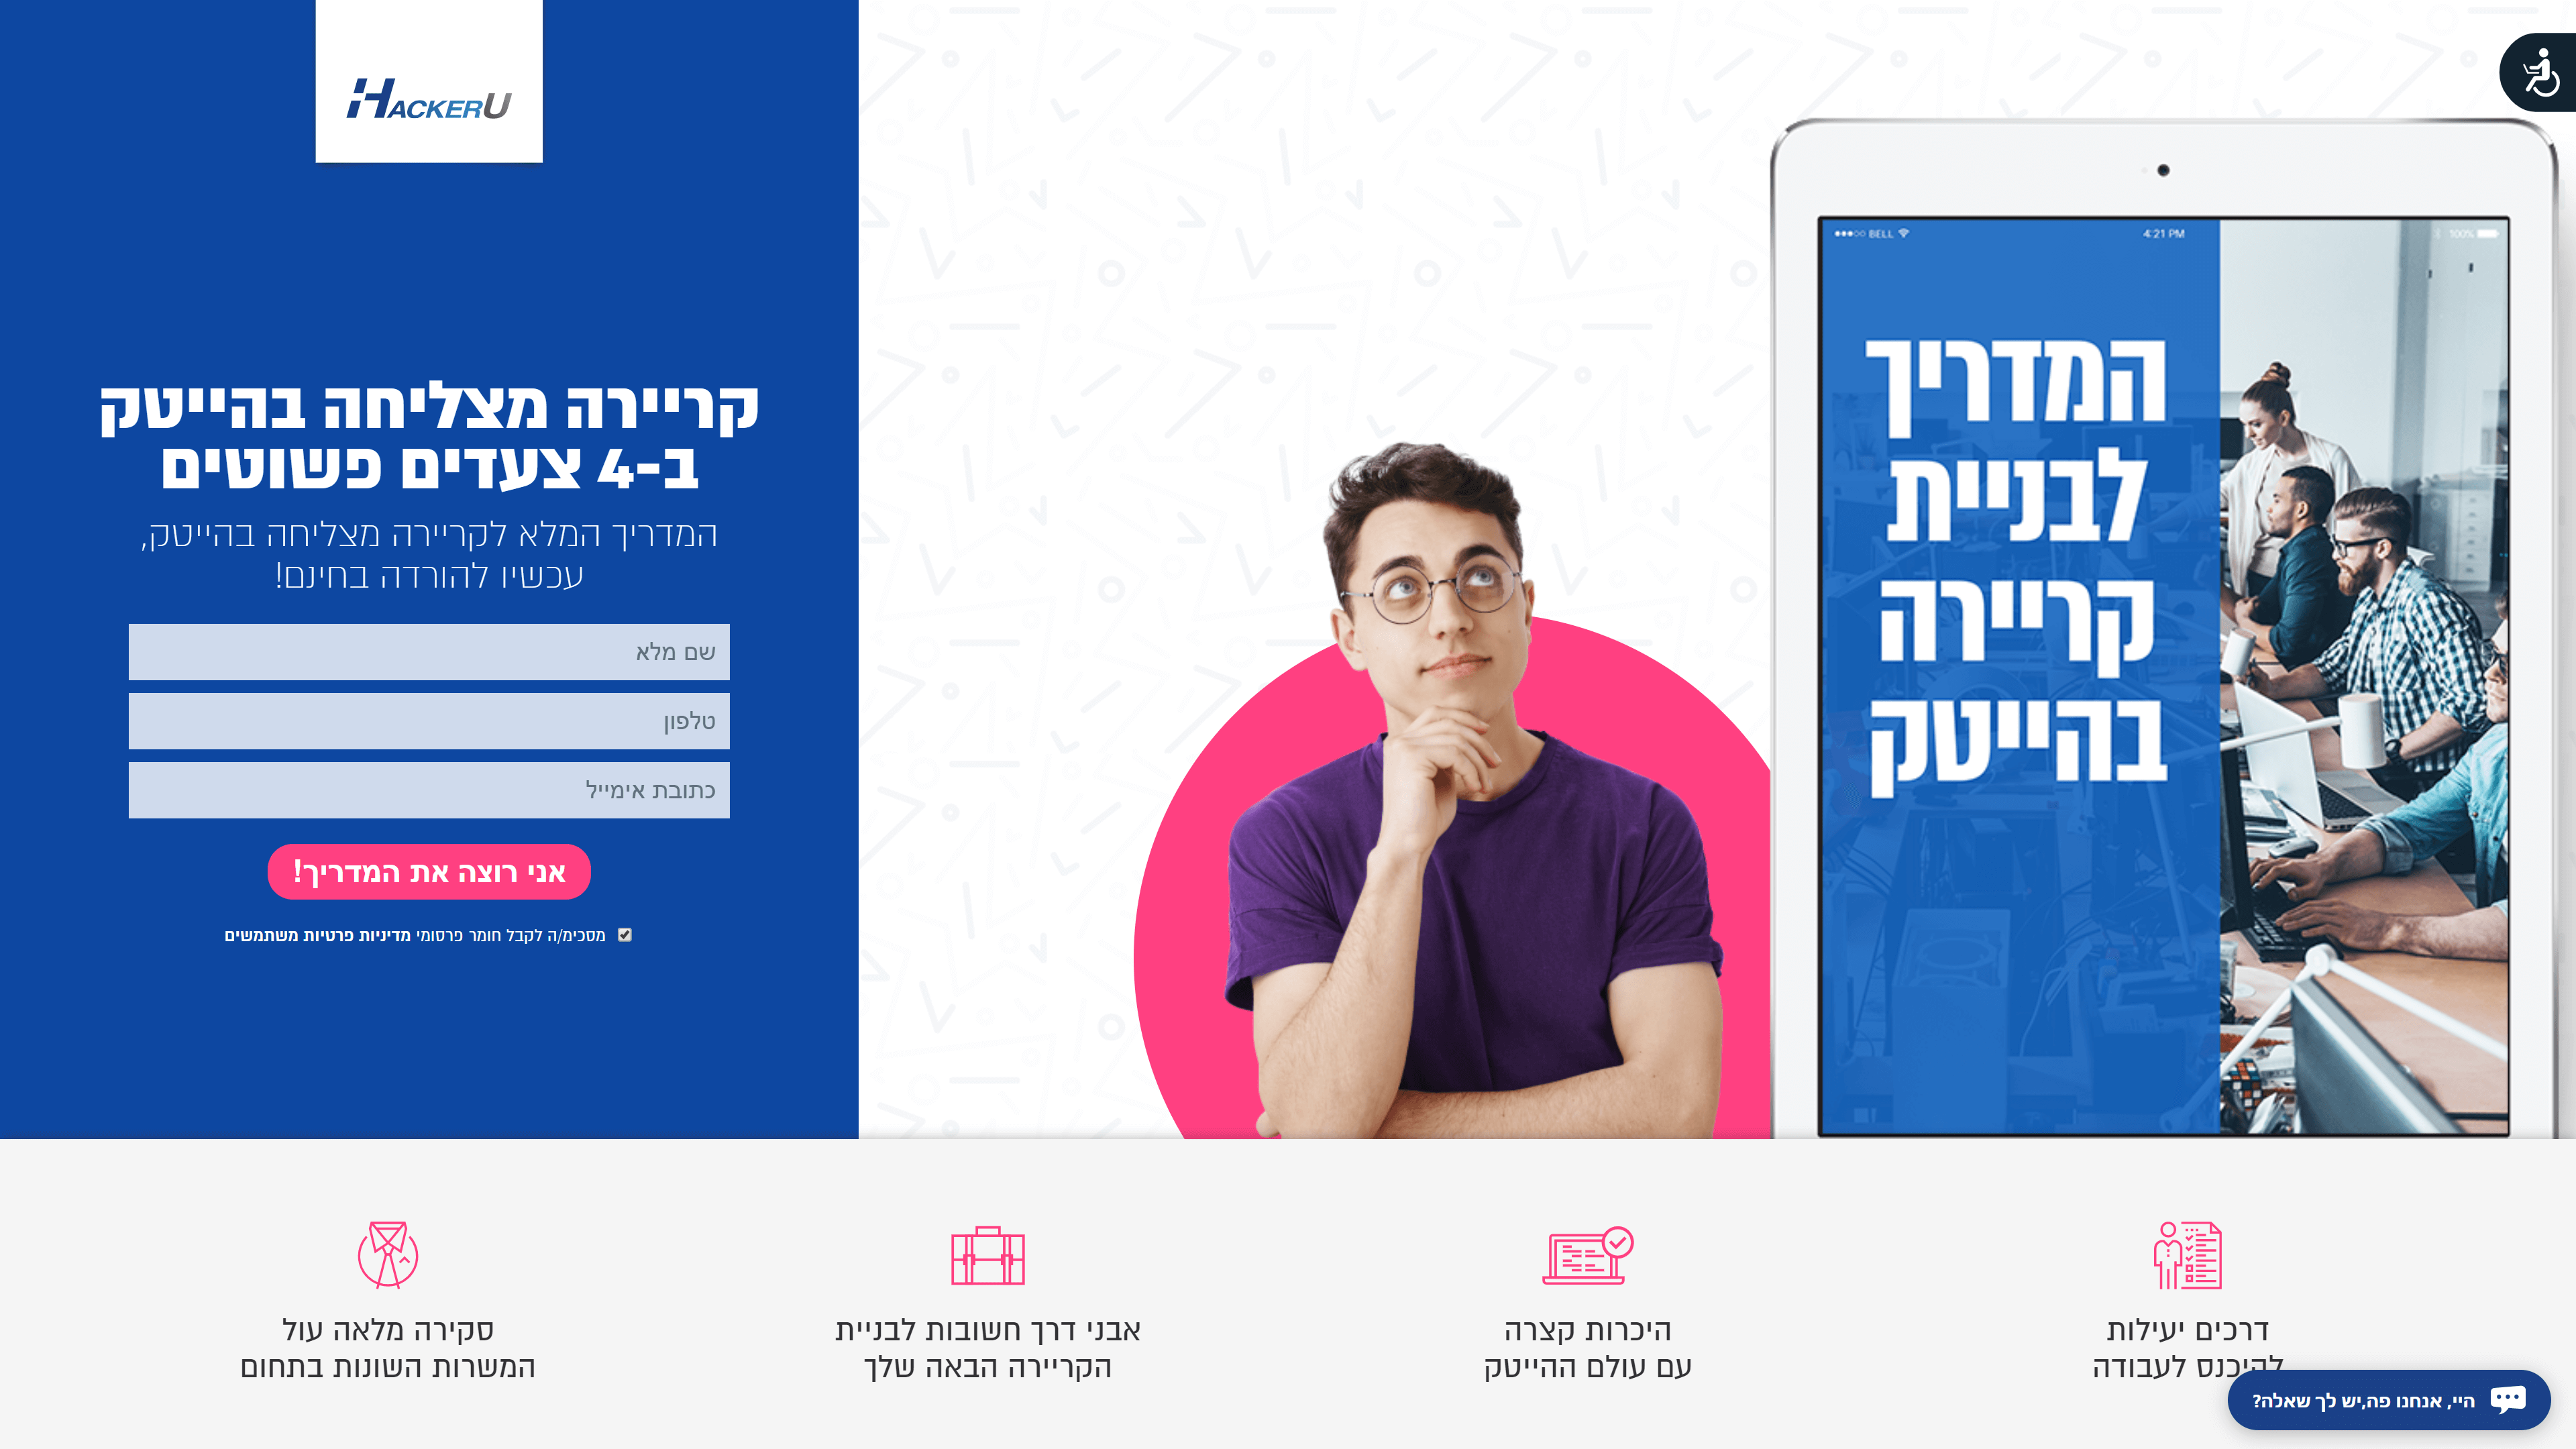 HACKERU
קריירה מצליחה בהייטק
ב-4 צעדים פשוטים
המדריך המלא לקריירה מצליחה בהייטק,
עכשיו להורדה בחינם!
שם מלא
טלפון
כתובת אימייל
אני רוצה את המדריך!
מסכימ/ה לקבל חומר פרסומי מדיניות פרטיות משתמשים
BELL 4:21 PM 100%
המדריך
לבניית
קריירה
בהייטק
דרכים יעילות
להיכנס לעבודה
היכרות קצרה
עם עולם ההייטק
אבני דרך חשובות לבניית
הקריירה הבאה שלך
סקירה מלאה עול
המשרות השונות בתחום
היי, אנחנו פה,יש לך שאלה?